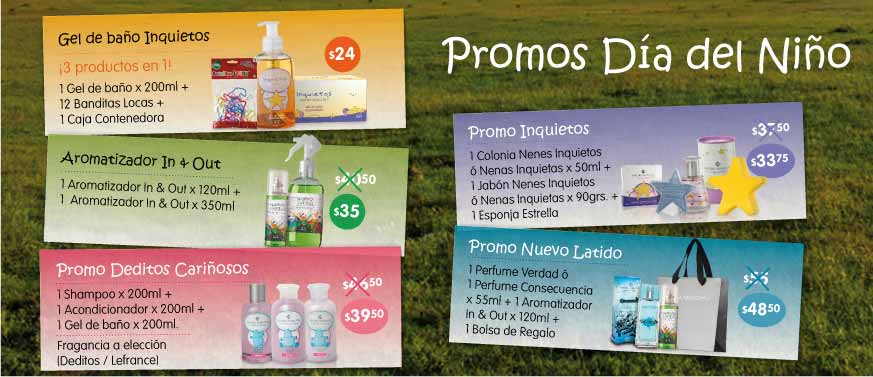 Promos Día del Niño
Gel de baño Inquietos
¡3 productos en 1!
1 Gel de baño x 200ml +
12 Banditas Locas +
1 Caja Contenedora
$24
Inquietos
Aromatizador In & Out
1 Aromatizador In & Out x 120ml +
1 Aromatizador In & Out x 350ml
$4050
$35
Promo Deditos Cariñosos
1 Shampoo x 200ml +
1 Acondicionador x 200ml +
1 Gel de baño x 200ml.
Fragancia a elección
(Deditos / Lefrance)
$4650
$3950
Promo Inquietos
1 Colonia Nenes Inquietos
ó Nenas Inquietas x 50ml +
1 Jabón Nenes Inquietos
ó Nenas Inquietas x 90grs. +
1 Esponja Estrella
$3750
$3375
Promo Nuevo Latido
1 Perfume Verdad ó
1 Perfume Consecuencia
x 55ml + 1 Aromatizador
In & Out x 120ml +
1 Bolsa de Regalo
$56
$4850